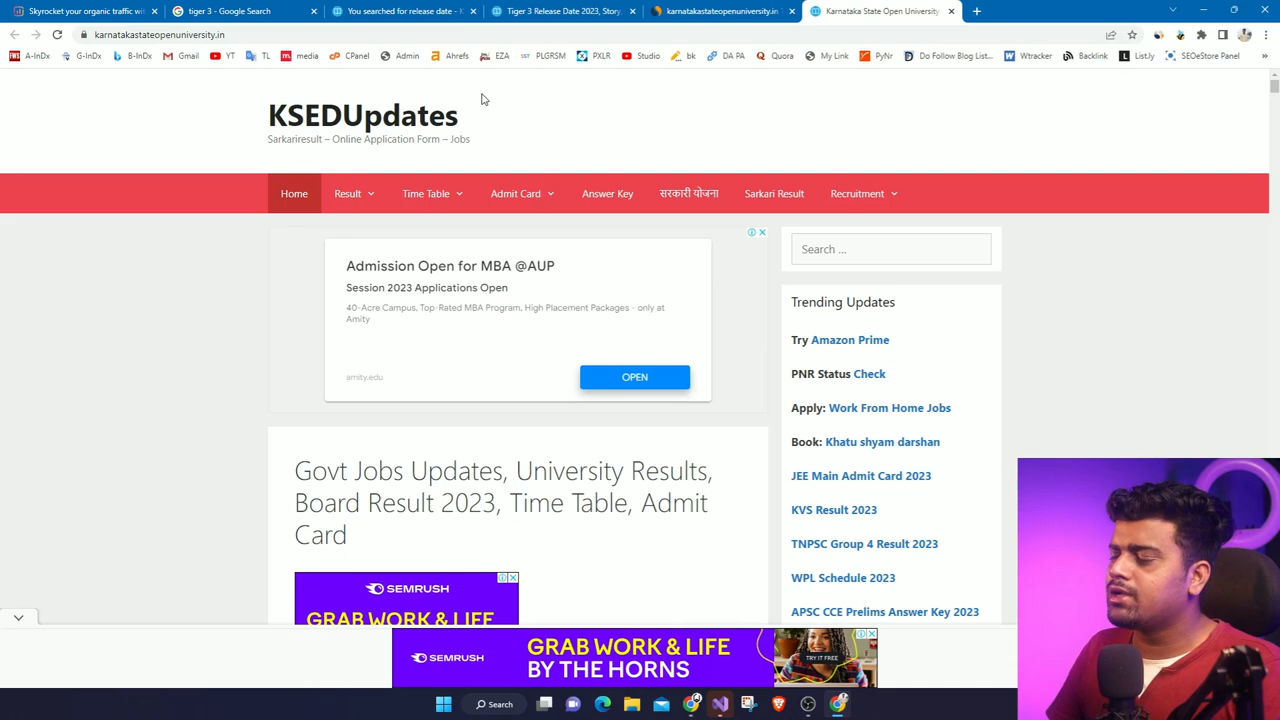 Skyrocket your organic traffic wit
tiger 3 - Google Search
You searched for release date - K
Tiger 3 Release Date 2023, Story,
karnatakastateopenuniversity.in
Karnataka State Open University
karnatakastateopenuniversity.in
A-InDx
G-InDx
B-InDx
Gmail
YT
TL
media
CPanel
Admin
Ahrefs
EZA
PLGRSM
PXLR
Studio
bk
DA PA
Quora
My Link
PyNr
Do Follow Blog List...
Wtracker
Backlink
List.ly
SEOeStore Panel
KSEDUpdates
Sarkariresult – Online Application Form – Jobs
Home
Result
Time Table
Admit Card
Answer Key
सरकारी योजना
Sarkari Result
Recruitment
Admission Open for MBA @AUP
Session 2023 Applications Open
40-Acre Campus, Top-Rated MBA Program, High Placement Packages - only at
Amity
amity.edu
OPEN
Search ...
Trending Updates
Try Amazon Prime
PNR Status Check
Apply: Work From Home Jobs
Book: Khatu shyam darshan
JEE Main Admit Card 2023
KVS Result 2023
TNPSC Group 4 Result 2023
WPL Schedule 2023
APSC CCE Prelims Answer Key 2023
Govt Jobs Updates, University Results,
Board Result 2023, Time Table, Admit
Card
SEMRUSH
GRAB WORK & LIFE
SEMRUSH
GRAB WORK & LIFE
BY THE HORNS
TRY IT FREE
Search